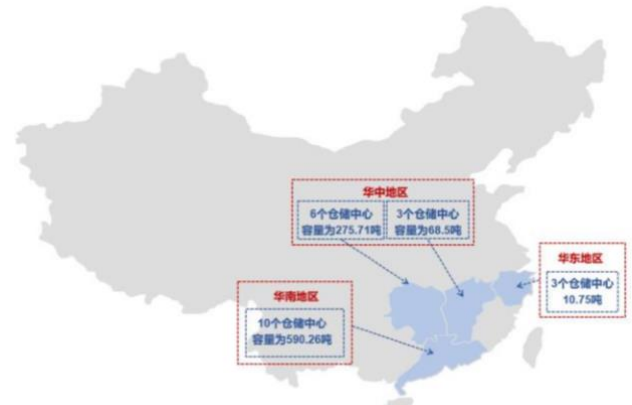 华中地区
6个仓储中心
容量为275.71吨
3个仓储中心
容量为68.5吨
华东地区
3个仓储中心
10.75吨
华南地区
10个仓储中心
容量为590.26吨